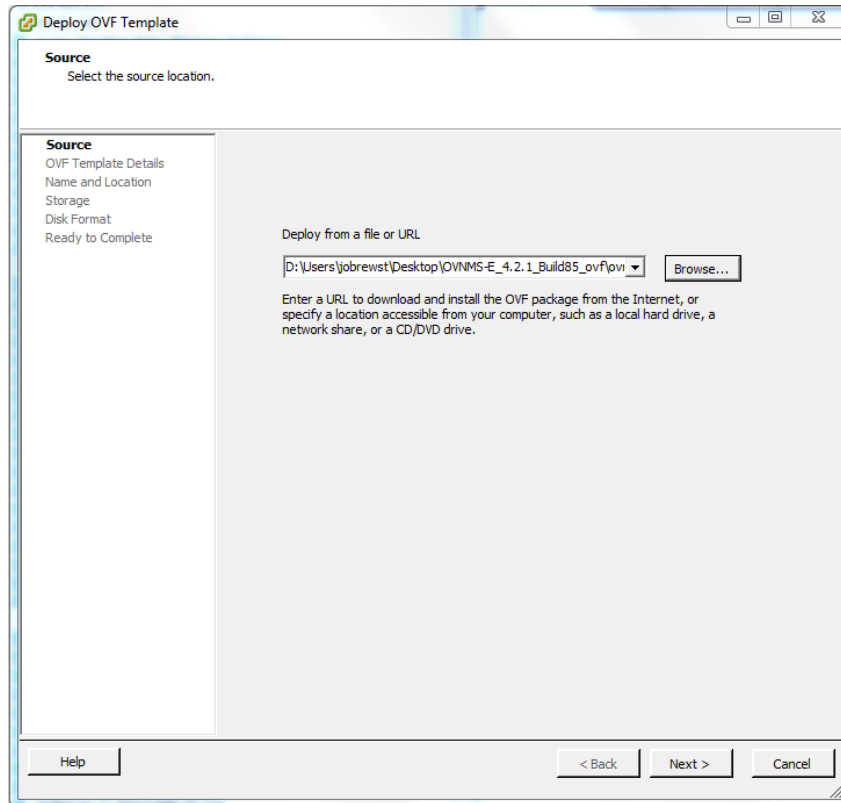 Deploy OVF Template
Source
Select the source location.
Source
OVF Template Details
Name and Location
Storage
Disk Format
Ready to Complete
Deploy from a file or URL
D:\Users\jobrewst\Desktop\OVNMS-E_4.2.1_Build85_ovf\ovn
Browse...
Enter a URL to download and install the OVF package from the Internet, or
specify a location accessible from your computer, such as a local hard drive, a
network share, or a CD/DVD drive.
Help
< Back
Next >
Cancel